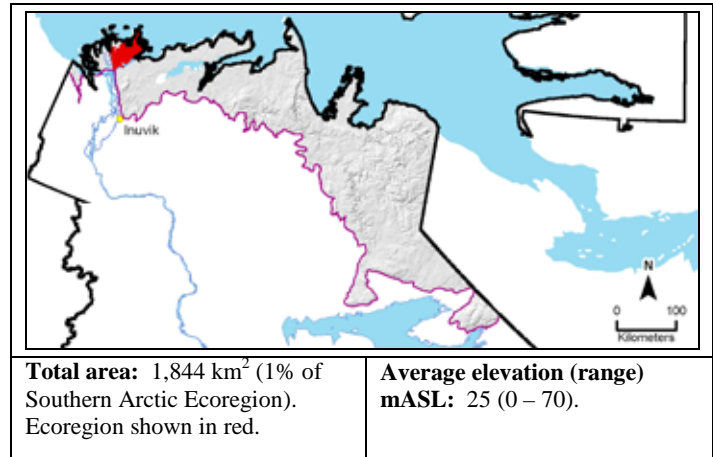 Inuvik
N
0 100
Kilometers
Total area: 1,844 km² (1% of
Southern Arctic Ecoregion).
Ecoregion shown in red.
Average elevation (range)
mASL: 25 (0 – 70).